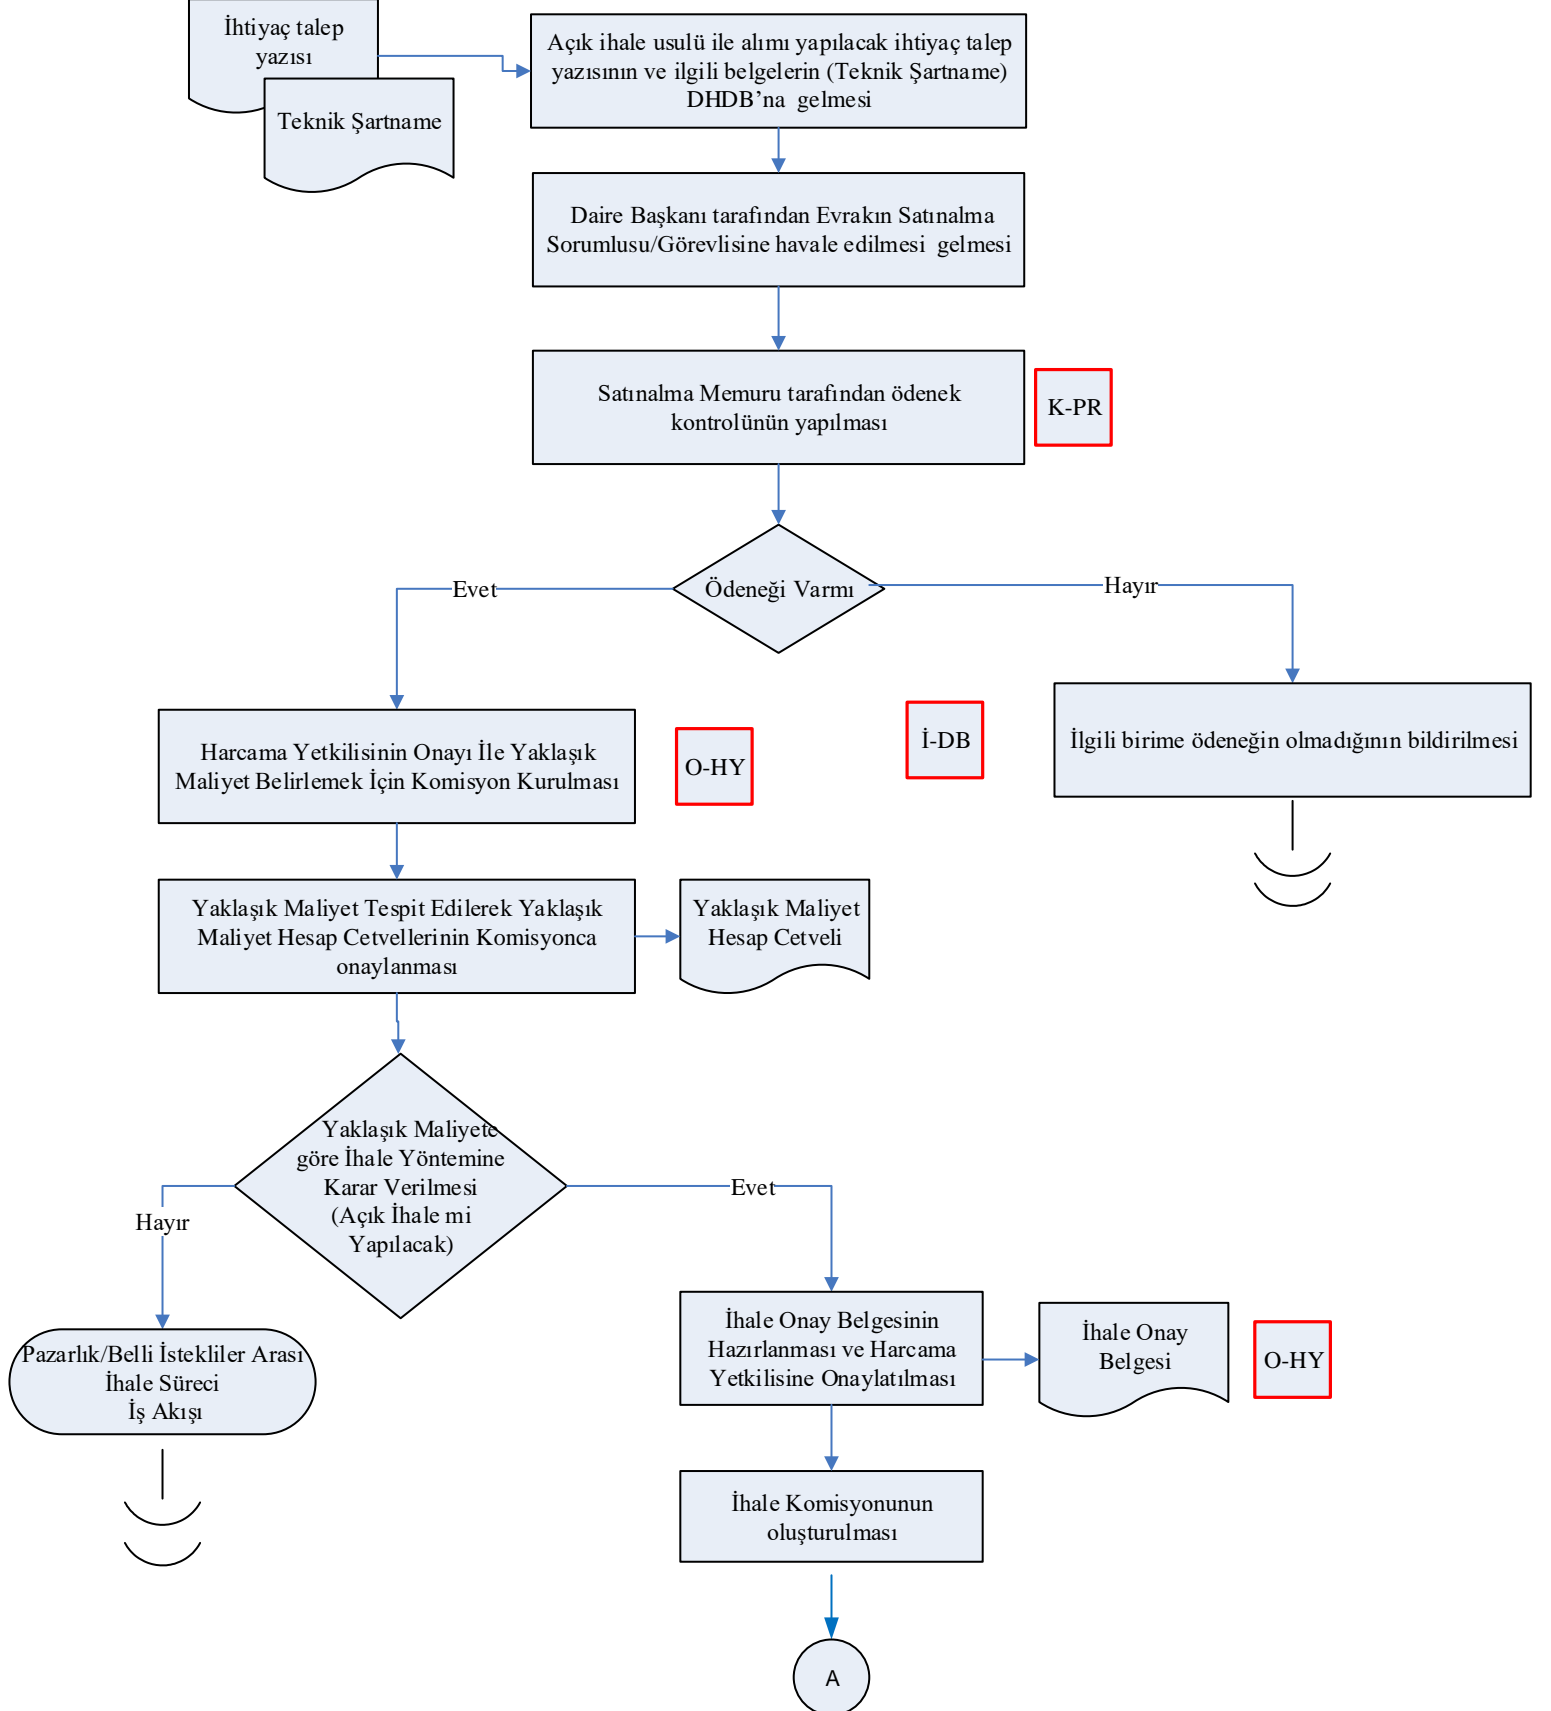 İhtiyaç talep
yazısı
Teknik Şartname
Açık ihale usulü ile alımı yapılacak ihtiyaç talep
yazısının ve ilgili belgelerin (Teknik Şartname)
DHDB’na  gelmesi
Daire Başkanı tarafından Evrakın Satınalma
Sorumlusu/Görevlisine havale edilmesi  gelmesi
Satınalma Memuru tarafından ödenek
kontrolünün yapılması
K-PR
Ödeneği Varmı
Evet
Hayır
Harcama Yetkilisinin Onayı İle Yaklaşık
Maliyet Belirlemek İçin Komisyon Kurulması
O-HY
İ-DB
İlgili birime ödeneğin olmadığının bildirilmesi
Yaklaşık Maliyet Tespit Edilerek Yaklaşık
Maliyet Hesap Cetvellerinin Komisyonca
onaylanması
Yaklaşık Maliyet
Hesap Cetveli
Yaklaşık Maliyete
göre İhale Yöntemine
Karar Verilmesi
(Açık İhale mi
Yapılacak)
Hayır
Evet
Pazarlık/Belli İstekliler Arası
İhale Süreci
İş Akışı
İhale Onay Belgesinin
Hazırlanması ve Harcama
Yetkilisine Onaylatılması
İhale Onay
Belgesi
O-HY
İhale Komisyonunun
oluşturulması
A